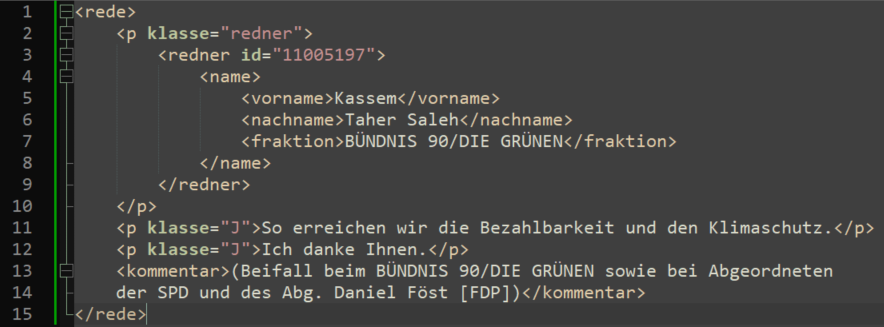 1 <rede>
2 <p klasse="redner">
3 <redner id="11005197">
4 <name>
5 <vorname>Kassem</vorname>
6 <nachname>Taher Saleh</nachname>
7 <fraktion>BÜNDNIS 90/DIE GRÜNEN</fraktion>
8 </name>
9 </redner>
10 </p>
11 <p klasse="J">So erreichen wir die Bezahlbarkeit und den Klimaschutz.</p>
12 <p klasse="J">Ich danke Ihnen.</p>
13 <kommentar>(Beifall beim BÜNDNIS 90/DIE GRÜNEN sowie bei Abgeordneten
14 der SPD und des Abg. Daniel Föst [FDP])</kommentar>
15 </rede>